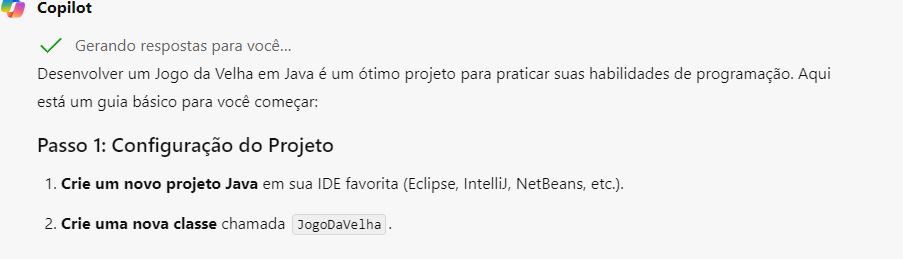 Copilot
Gerando respostas para você...
Desenvolver um Jogo da Velha em Java é um ótimo projeto para praticar suas habilidades de programação. Aqui
está um guia básico para você começar:
Passo 1: Configuração do Projeto
1. Crie um novo projeto Java em sua IDE favorita (Eclipse, IntelliJ, NetBeans, etc.).
2. Crie uma nova classe chamada JogoDaVelha.